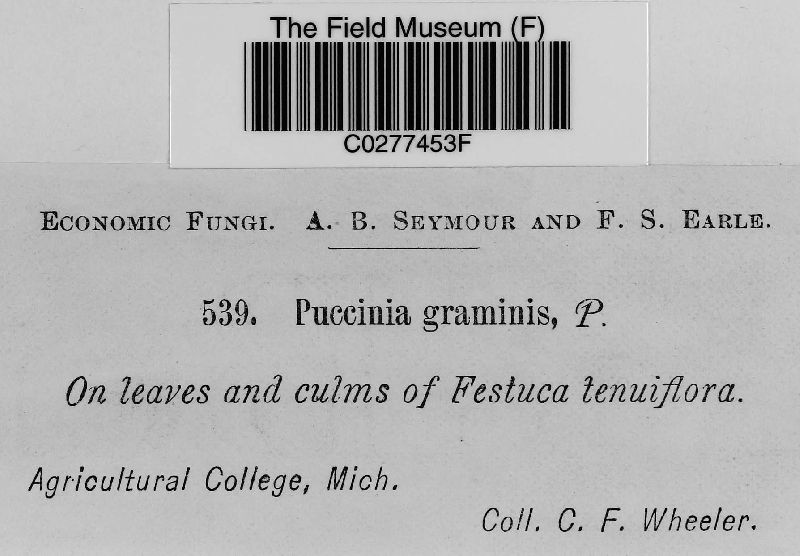 The Field Museum (F)
C0277453F
ECONOMIC FUNGI. A. B. SEYMOUR AND F. S. EARLE.
539. Puccinia graminis, P.
On leaves and culms of Festuca tenuiflora.
Agricultural College, Mich.
Coll. C. F. Wheeler.